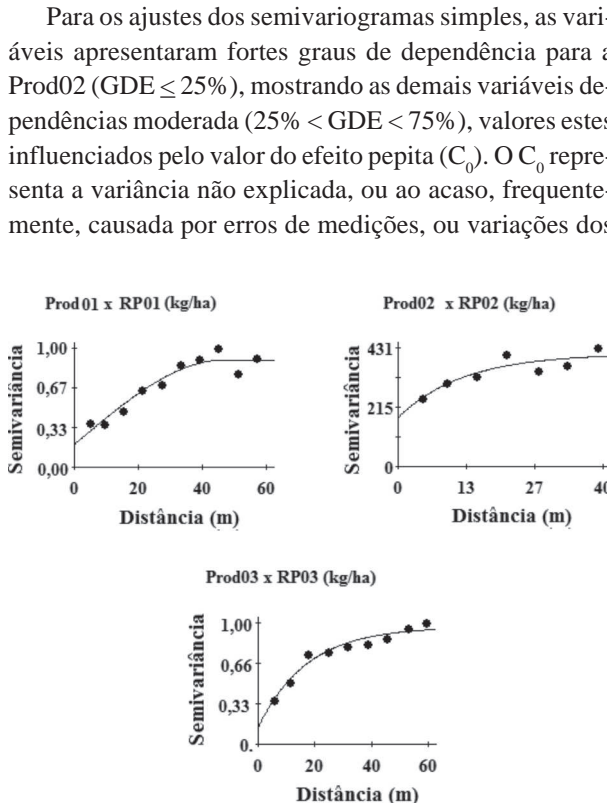 Para os ajustes dos semivariogramas simples, as vari-
áveis apresentaram fortes graus de dependência para a
Prod02 (GDE ≤ 25%), mostrando as demais variáveis de-
pendências moderada (25% < GDE < 75%), valores estes
influenciados pelo valor do efeito pepita (C₀). O C₀ repre-
senta a variância não explicada, ou ao acaso, frequente-
mente, causada por erros de medições, ou variações dos
Prod01 x RP01 (kg/ha)
Semivariância
1,00
0,67
0,33
0,00
0 20 40 60
Distância (m)
Prod02 x RP02 (kg/ha)
Semivariância
431
215
0
0 13 27 40
Distância (m)
Prod03 x RP03 (kg/ha)
Semivariância
1,00
0,66
0,33
0.
0 20 40 60
Distância (m)